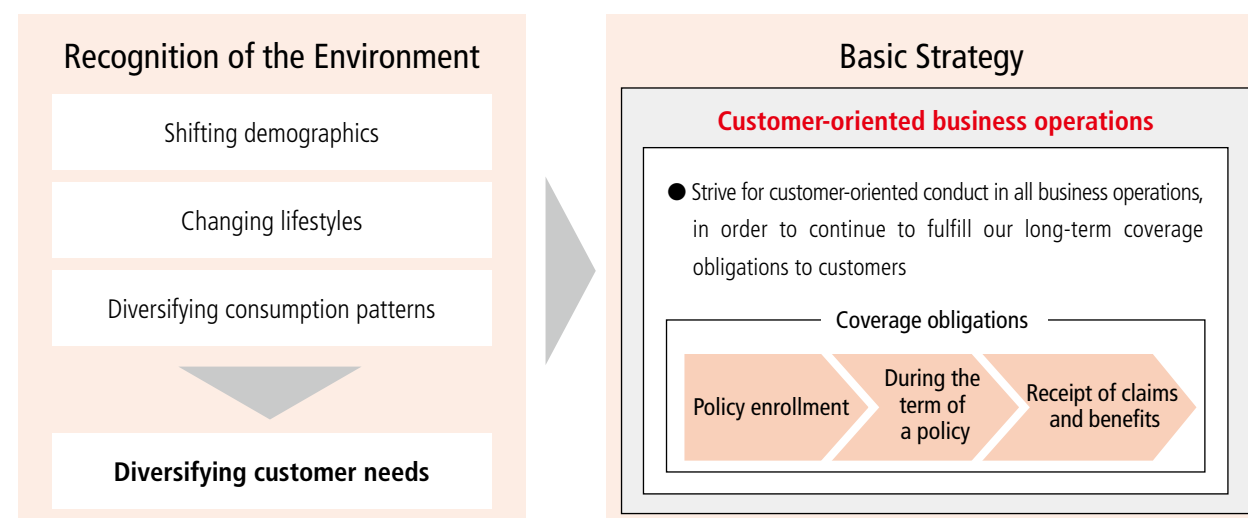 Recognition of the Environment
Shifting demographics
Changing lifestyles
Diversifying consumption patterns
Diversifying customer needs
Basic Strategy
Customer-oriented business operations
● Strive for customer-oriented conduct in all business operations,
in order to continue to fulfill our long-term coverage
obligations to customers
Coverage obligations
Policy enrollment
During the
term of
a policy
Receipt of claims
and benefits